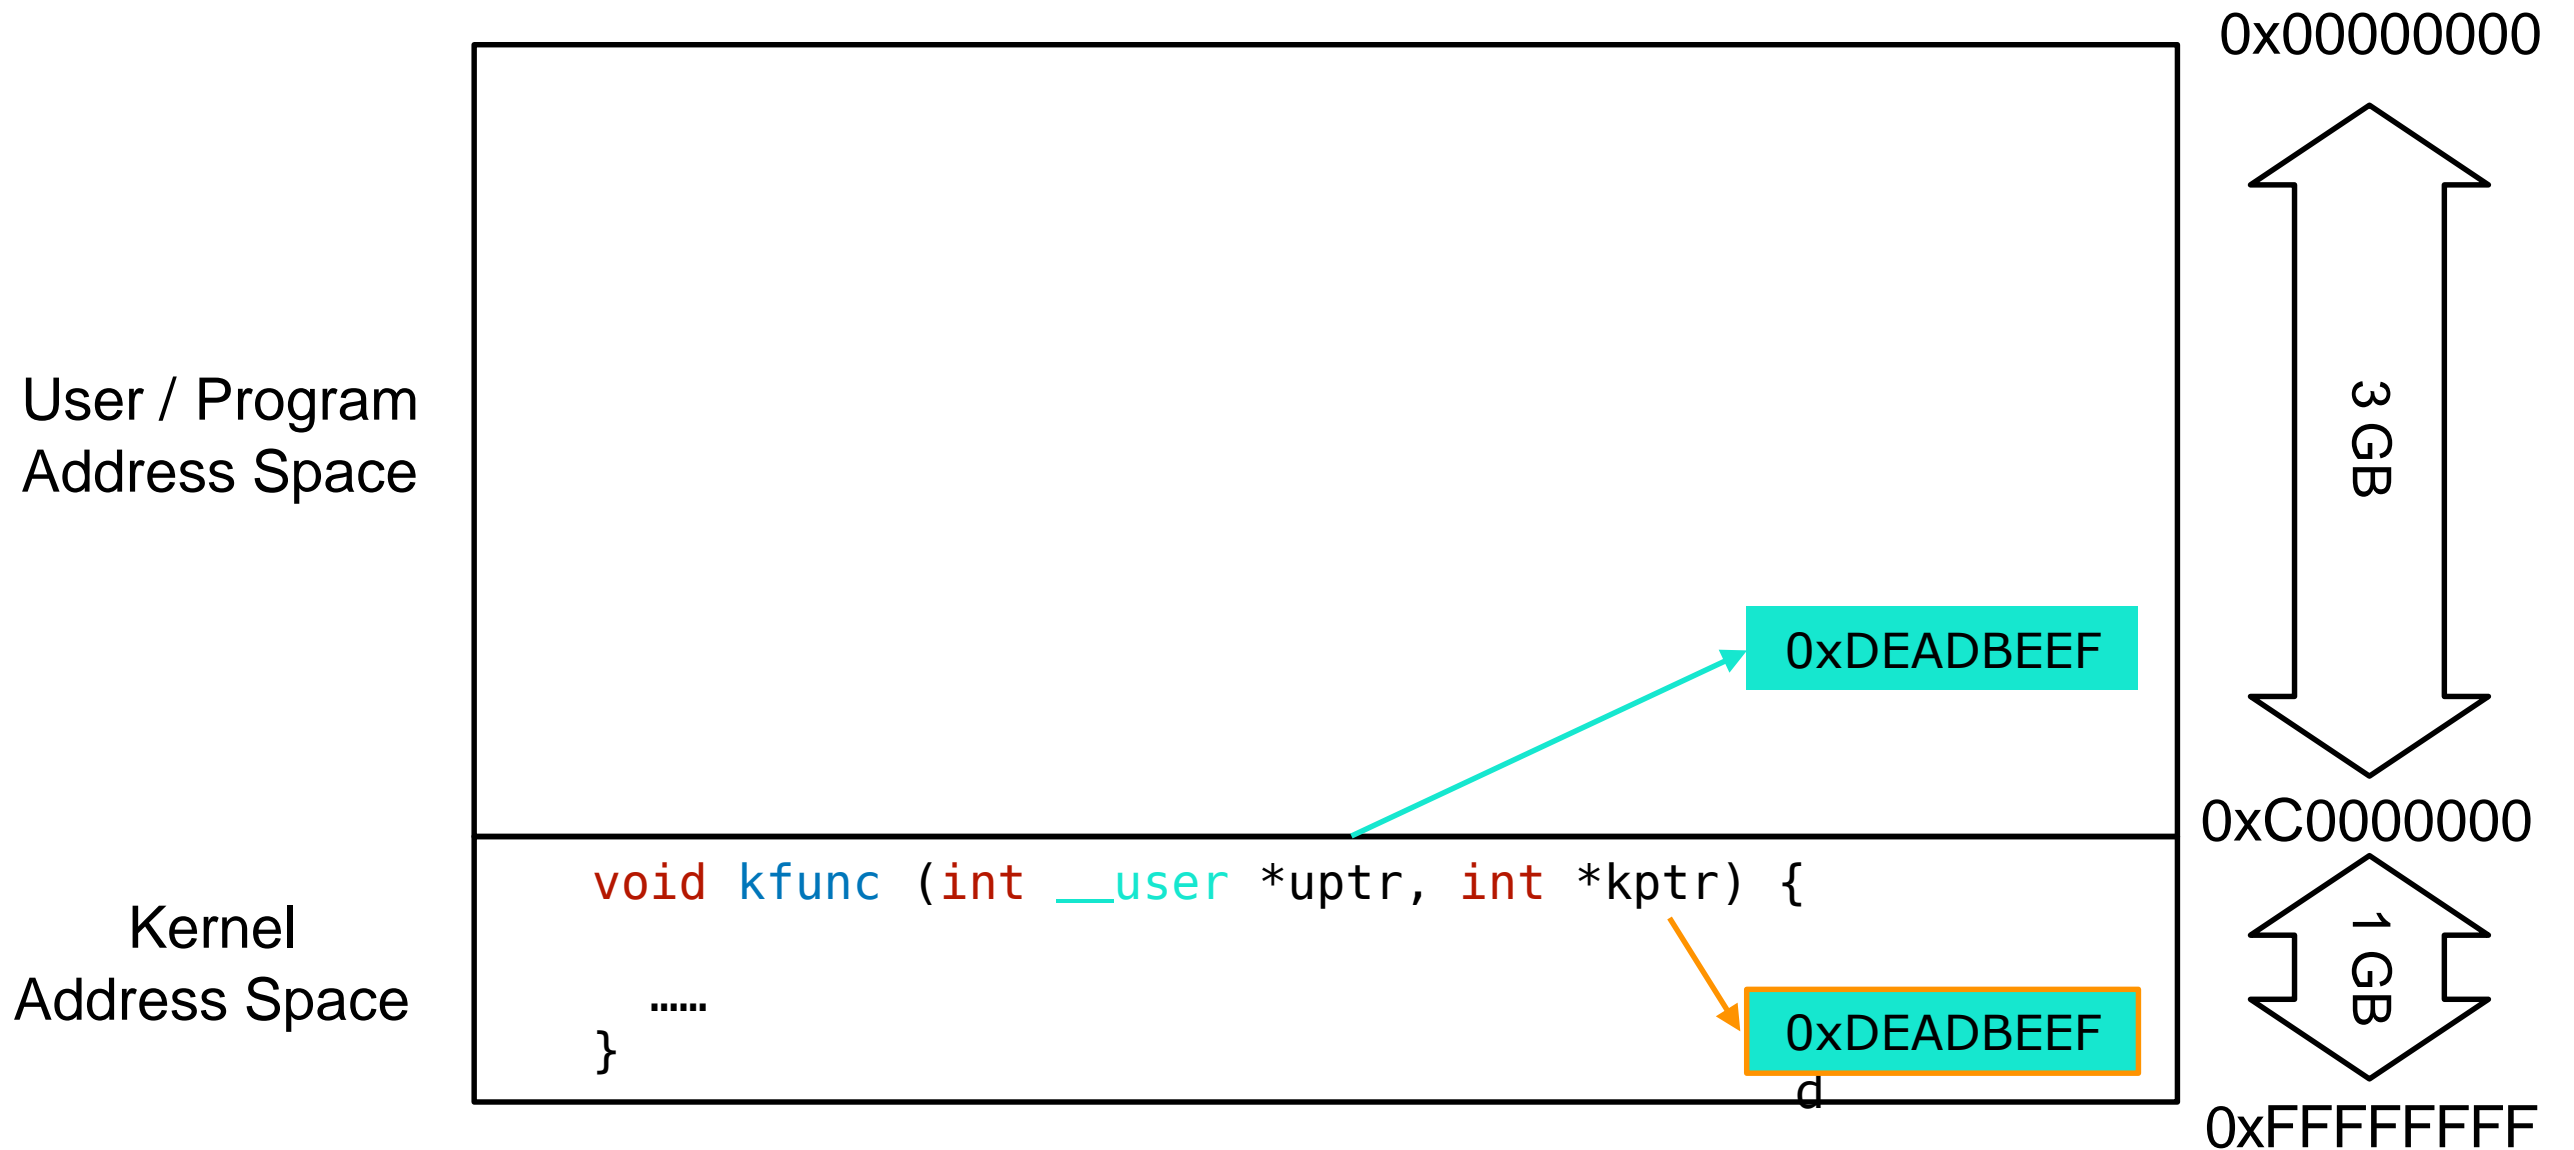 0x00000000
User / Program
Address Space
3 GB
0xDEADBEEF
0xC0000000
void kfunc (int __user *uptr, int *kptr) {
Kernel
Address Space
1 GB
……
}
0xDEADBEEF
d
0xFFFFFFFF